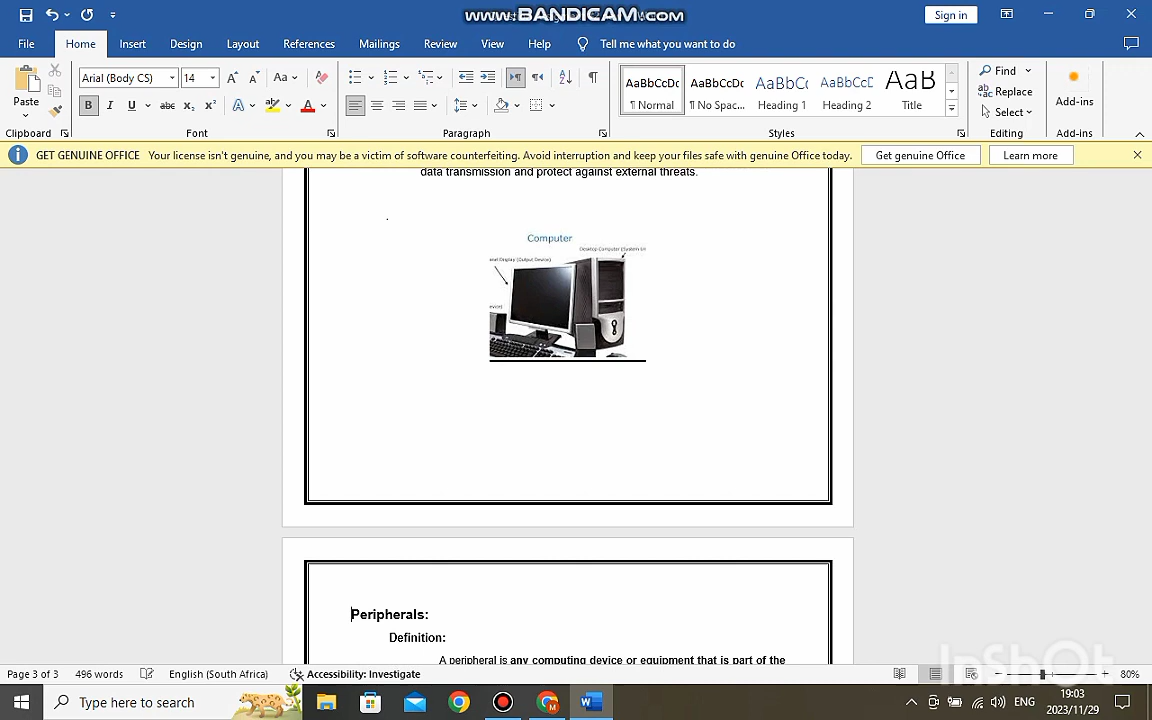 www.BANDICAM.com
Sign in
File Home Insert Design Layout References Mailings Review View Help Tell me what you want to do
Paste
Arial (Body CS) 14
Clipboard Font Paragraph Styles Editing Add-ins
AaBbCcDc AaBbCcDc AaBbCc AaBbCcD AaB
¶ Normal ¶ No Spac... Heading 1 Heading 2 Title
Find
Replace
Select
Add-ins
GET GENUINE OFFICE Your license isn't genuine, and you may be a victim of software counterfeiting. Avoid interruption and keep your files safe with genuine Office today. Get genuine Office Learn more
data transmission and protect against external threats.
.
Computer
Desktop Computer (System Un
Display (Output Device)
Peripherals:
Definition:
A peripheral is any computing device or equipment that is part of the
InShOt
Page 3 of 3 496 words English (South Africa) Accessibility: Investigate 80%
Type here to search
ENG
19:03
2023/11/29